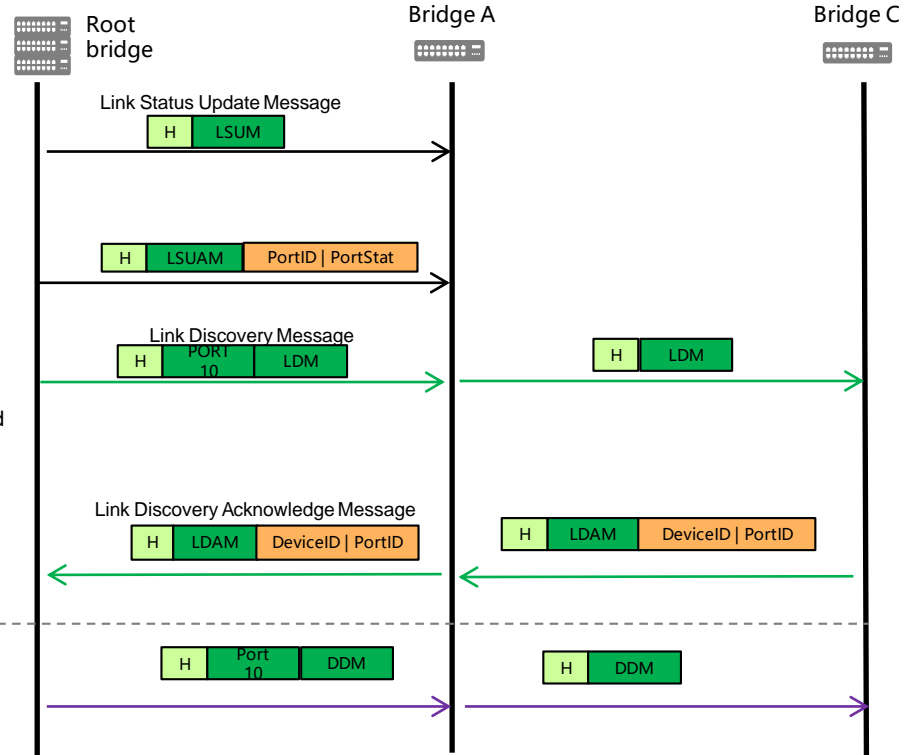 Root
bridge
Bridge A
Bridge C
Link Status Update Message
H LSUM
H LSUAM PortID | PortStat
Link Discovery Message
H PORT
10 LDM
H LDM
d
Link Discovery Acknowledge Message
H LDAM DeviceID | PortID
H LDAM DeviceID | PortID
H Port
10 DDM
H DDM